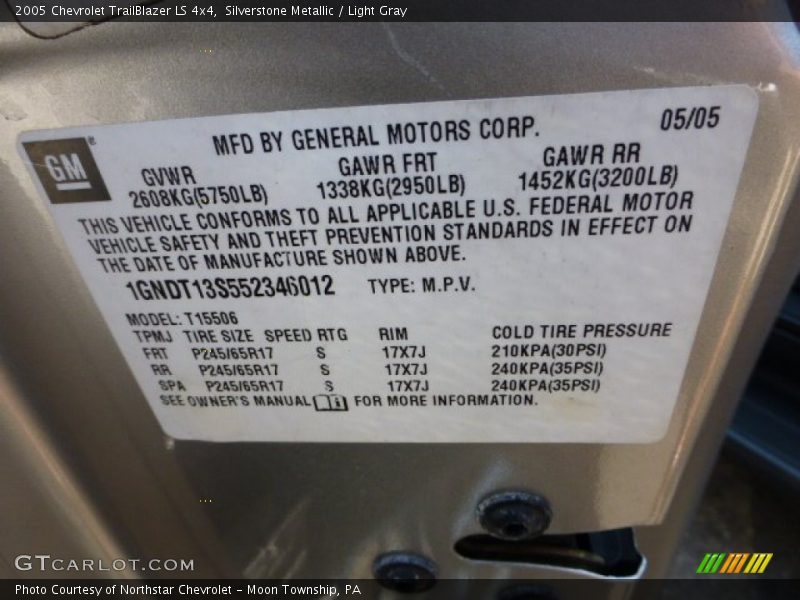 2005 Chevrolet TrailBlazer LS 4x4,  Silverstone Metallic / Light Gray
MFD BY GENERAL MOTORS CORP.
05/05
GM
GVWR GAWR FRT GAWR RR
2608KG(5750LB) 1338KG(2950LB) 1452KG(3200LB)
THIS VEHICLE CONFORMS TO ALL APPLICABLE U.S. FEDERAL MOTOR
VEHICLE SAFETY AND THEFT PREVENTION STANDARDS IN EFFECT ON
THE DATE OF MANUFACTURE SHOWN ABOVE.
1GNDT13S552346012 TYPE: M.P.V.
MODEL: T15506
TPMJ TIRE SIZE SPEED RTG RIM COLD TIRE PRESSURE
FRT P245/65R17 S 17X7J 210KPA(30PSI)
RR P245/65R17 S 17X7J 240KPA(35PSI)
SPA P245/65R17 S 17X7J 240KPA(35PSI)
SEE OWNER'S MANUAL FOR MORE INFORMATION.
GTCARLOT.COM
Photo Courtesy of Northstar Chevrolet - Moon Township, PA